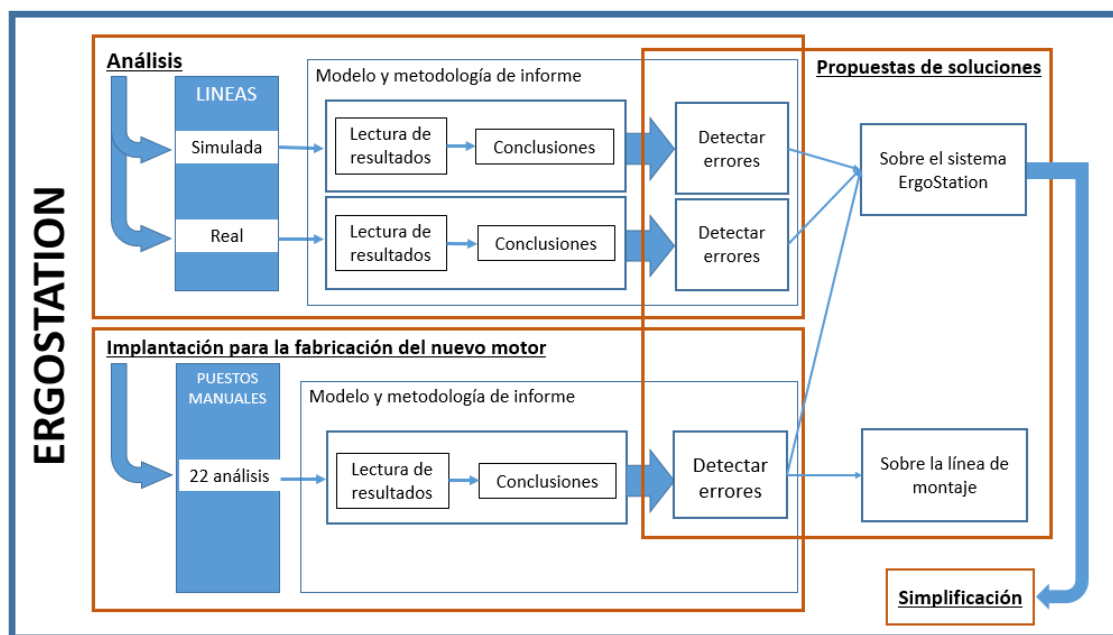 ERGOSTATION
Análisis
LINEAS
Simulada
Real
Modelo y metodología de informe
Lectura de
resultados
Conclusiones
Lectura de
resultados
Conclusiones
Detectar
errores
Detectar
errores
Propuestas de soluciones
Sobre el sistema
ErgoStation
Implantación para la fabricación del nuevo motor
PUESTOS
MANUALES
22 análisis
Modelo y metodología de informe
Lectura de
resultados
Conclusiones
Detectar
errores
Sobre la línea de
montaje
Simplificación